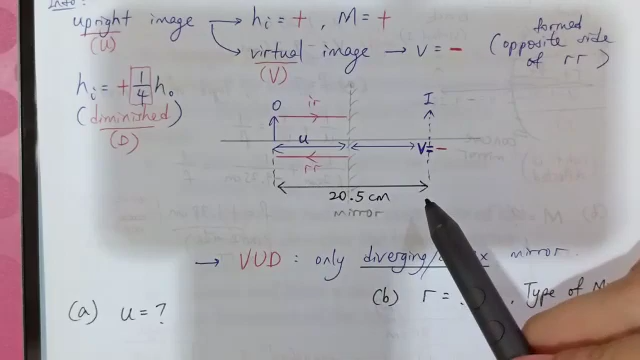 Info:
upright image → hi = + , M = +
(U)
virtual image → V = −
(V)
formed
(opposite side
of rr)
hi = + 1/4 ho
(diminished)
(D)
O
ir
I
u
V= −
rr
20.5 cm
mirror
→ VUD : only diverging/ mirror.
(a) u = ?
(b) r = , Type of M